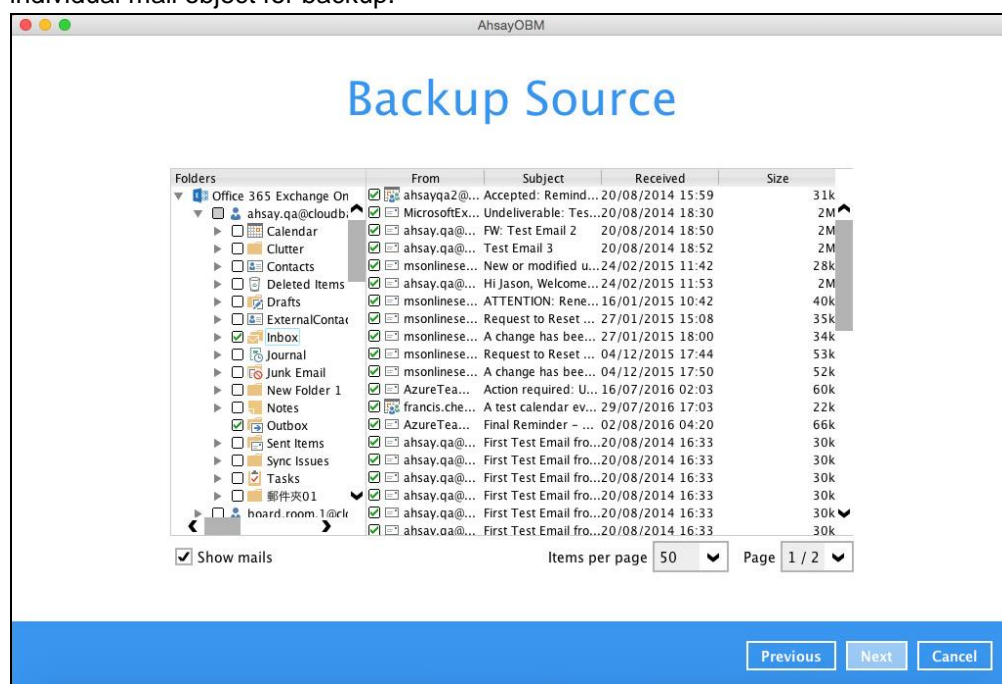 individual mail object for backup.
AhsayOBM
Backup Source
Folders From Subject Received Size
Office 365 Exchange On ahsayqa2@... Accepted: Remind... 20/08/2014 15:59 31k
ahsay.qa@cloudba MicrosoftEx... Undeliverable: Tes... 20/08/2014 18:30 2M
Calendar ahsay.qa@... FW: Test Email 2 20/08/2014 18:50 2M
Clutter ahsay.qa@... Test Email 3 20/08/2014 18:52 2M
Contacts msonlinese... New or modified u... 24/02/2015 11:42 28k
Deleted Items ahsay.qa@... Hi Jason, Welcome... 24/02/2015 11:53 2M
Drafts msonlinese... ATTENTION: Rene... 16/01/2015 10:42 40k
ExternalContac msonlinese... Request to Reset ... 27/01/2015 15:08 35k
Inbox msonlinese... A change has bee... 27/01/2015 18:00 34k
Journal msonlinese... Request to Reset ... 04/12/2015 17:44 53k
Junk Email msonlinese... A change has bee... 04/12/2015 17:50 52k
New Folder 1 AzureTea... Action required: U... 16/07/2016 02:03 60k
Notes francis.che... A test calendar ev... 29/07/2016 17:03 22k
Outbox AzureTea... Final Reminder – ... 02/08/2016 04:20 66k
Sent Items ahsay.qa@... First Test Email fro... 20/08/2014 16:33 30k
Sync Issues ahsay.qa@... First Test Email fro... 20/08/2014 16:33 30k
Tasks ahsay.qa@... First Test Email fro... 20/08/2014 16:33 30k
郵件夾01 ahsay.qa@... First Test Email fro... 20/08/2014 16:33 30k
board.room.1@clo ahsay.qa@... First Test Email fro... 20/08/2014 16:33 30k
ahsay.qa@... First Test Email fro... 20/08/2014 16:33 30k
Show mails Items per page 50 Page 1 / 2
Previous Next Cancel